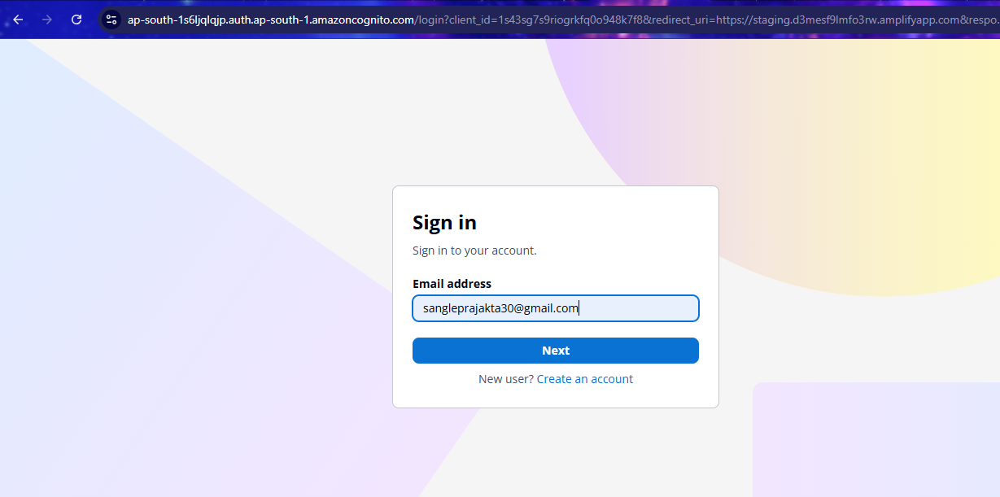 ap-south-1s6ljqlqjp.auth.ap-south-1.amazoncognito.com/login?client_id=1s43sg7s9riogrkfq0o948k7f8&redirect_uri=https://staging.d3mesf9lmfo3rw.amplifyapp.com&respo.
Sign in
Sign in to your account.
Email address
sangleprajakta30@gmail.com
Next
New user? Create an account